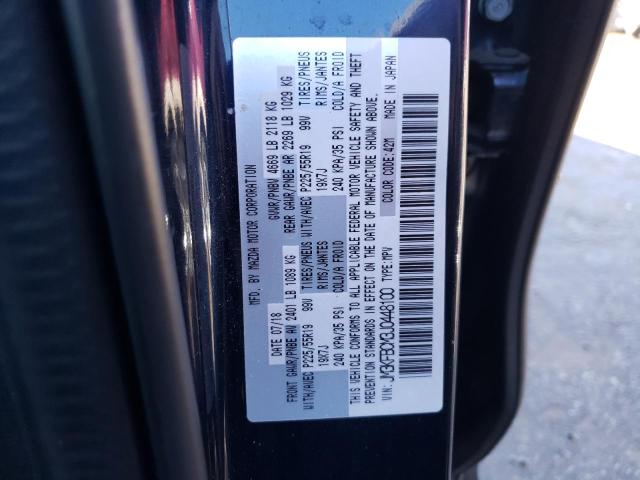 MFD. BY MAZDA MOTOR CORPORATION
DATE 07/18 GVWR/PNBV 4669 LB 2118 KG
FRONT GAWR/PNBE AV 2401 LB 1089 KG REAR GAWR/PNBE AR 2269 LB 1029 KG
WITH/AVEC P225/55R19 99V TIRES/PNEUS WITH/AVEC P225/55R19 99V TIRES/PNEUS
19X7J RIMS/JANTES 19X7J RIMS/JANTES
240 KPA/35 PSI COLD/A FROID 240 KPA/35 PSI COLD/A FROID
THIS VEHICLE CONFORMS TO ALL APPLICABLE FEDERAL MOTOR VEHICLE SAFETY AND THEFT
PREVENTION STANDARDS IN EFFECT ON THE DATE OF MANUFACTURE SHOWN ABOVE.
VIN: TYPE:MPV COLOR CODE:42M MADE IN JAPAN